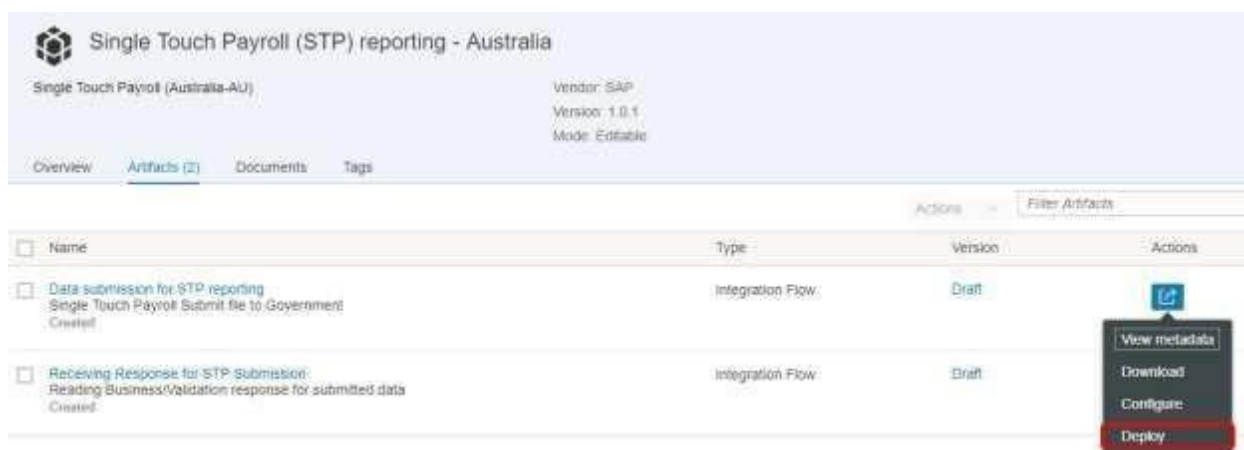 Single Touch Payroll (STP) reporting - Australia
Single Touch Payroll (Australia-AU)
Vendor: SAP
Version: 1.0.1
Mode: Editable
Overview Artifacts (2) Documents Tags
Actions Filter Artifacts
Name Type Version Actions
Data submission for STP reporting Integration Flow Draft
Single Touch Payroll Submit file to Government
Created
View metadata
Receiving Response for STP Submission Integration Flow Draft Download
Reading Business/Validation response for submitted data
Created
Configure
Deploy